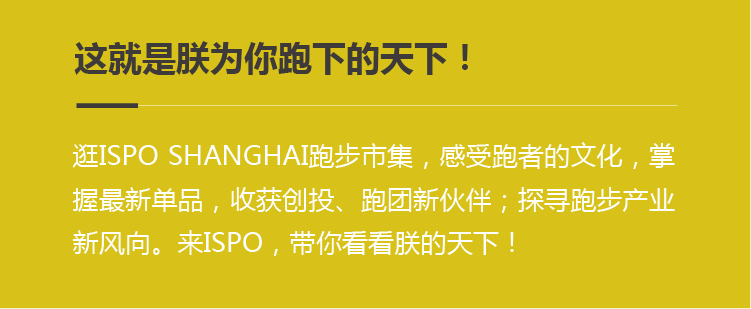 这就是朕为你跑下的天下！
逛ISPO SHANGHAI跑步市集，感受跑者的文化，掌
握最新单品，收获创投、跑团新伙伴；探寻跑步产业
新风向。来ISPO，带你看看朕的天下！